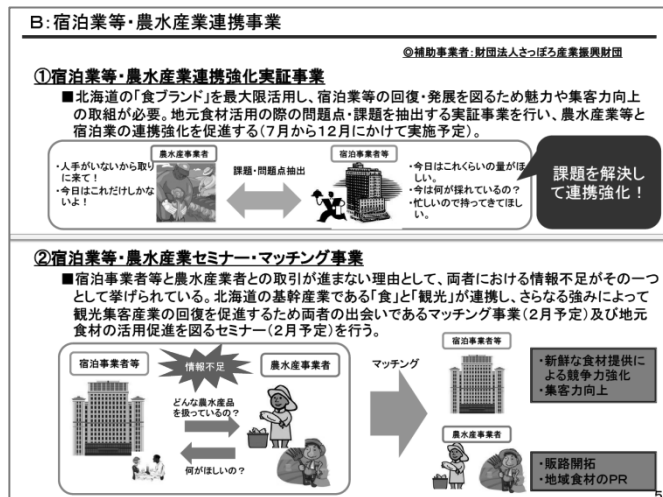 B:宿泊業等・農水産業連携事業
◎補助事業者:財団法人さっぽろ産業振興財団
①宿泊業等・農水産業連携強化実証事業
■北海道の「食ブランド」を最大限活用し、宿泊業等の回復・発展を図るため魅力や集客力向上
の取組が必要。地元食材活用の際の問題点・課題を抽出する実証事業を行い、農水産業等と
宿泊業の連携強化を促進する(7月から12月にかけて実施予定)。
農水産事業者
宿泊事業者等
・人手がいないから取り
に来て!
・今日はこれだけしかな
いよ!
課題・問題点抽出
・今日はこれくらいの量がほ
しい。
・今は何が採れているの?
・忙しいので持ってきてほし
い。
課題を解決し
て連携強化!
②宿泊業等・農水産業セミナー・マッチング事業
■宿泊事業者等と農水産業者との取引が進まない理由として、両者における情報不足がその一つ
として挙げられている。北海道の基幹産業である「食」と「観光」が連携し、さらなる強みによって
観光集客産業の回復を促進するため両者の出会いであるマッチング事業(2月予定)及び地元
食材の活用促進を図るセミナー(2月予定)を行う。
宿泊事業者等
情報不足
農水産事業者
どんな農水産品
を扱っているの?
何がほしいの?
マッチング
宿泊事業者等
・新鮮な食材提供によ
る競争力強化
・集客力向上
農水産事業者
・販路開拓
・地域食材のPR
5